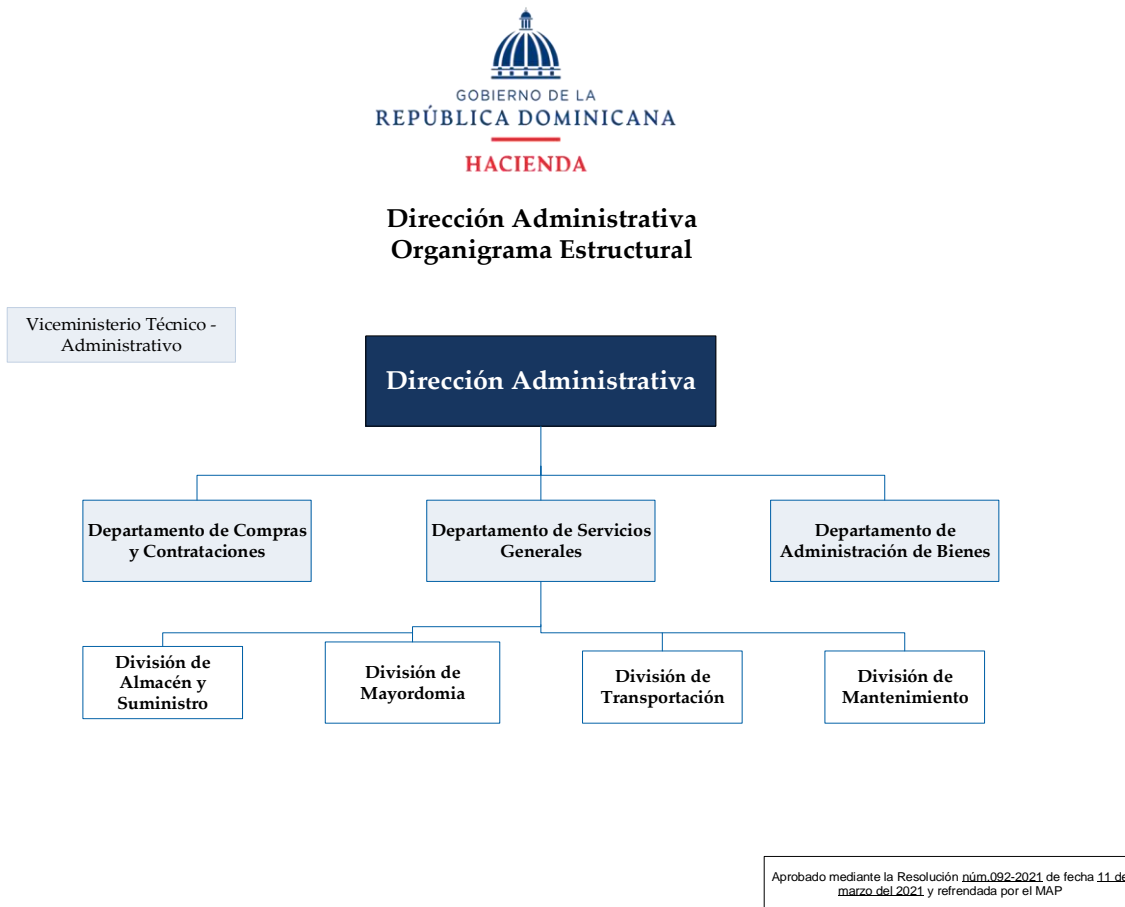 GOBIERNO DE LA
REPÚBLICA DOMINICANA
HACIENDA
Dirección Administrativa
Organigrama Estructural
Viceministerio Técnico -
Administrativo
Dirección Administrativa
Departamento de Compras
y Contrataciones
Departamento de Servicios
Generales
Departamento de
Administración de Bienes
División de
Almacén y
Suministro
División de
Mayordomia
División de
Transportación
División de
Mantenimiento
Aprobado mediante la Resolución núm.092-2021 de fecha 11 de
marzo del 2021 y refrendada por el MAP